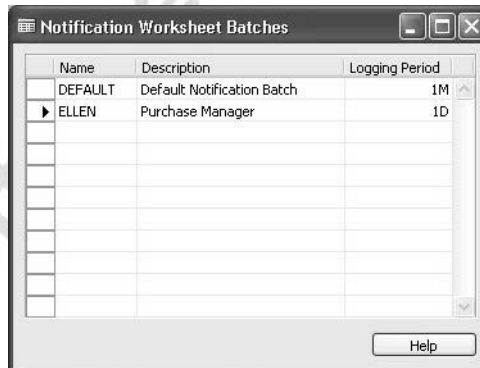 Notification Worksheet Batches
Name Description Logging Period
DEFAULT Default Notification Batch 1M
ELLEN Purchase Manager 1D
Help